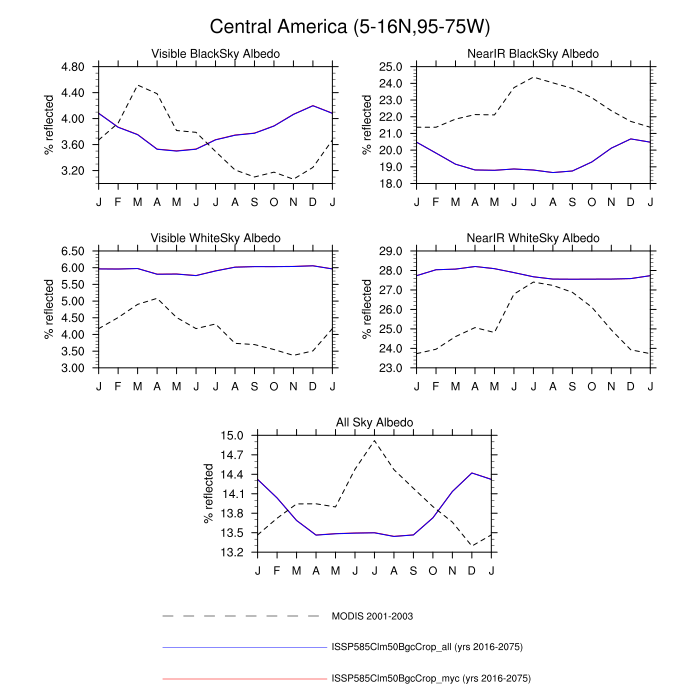 Central America (5-16N,95-75W)
Visible BlackSky Albedo
% reflected
4.80
4.40
4.00
3.60
3.20
J F M A M J J A S O N D J
NearIR BlackSky Albedo
% reflected
25.0
24.0
23.0
22.0
21.0
20.0
19.0
18.0
J F M A M J J A S O N D J
Visible WhiteSky Albedo
% reflected
6.50
6.00
5.50
5.00
4.50
4.00
3.50
3.00
J F M A M J J A S O N D J
NearIR WhiteSky Albedo
% reflected
29.0
28.0
27.0
26.0
25.0
24.0
23.0
J F M A M J J A S O N D J
All Sky Albedo
% reflected
15.0
14.7
14.4
14.1
13.8
13.5
13.2
J F M A M J J A S O N D J
MODIS 2001-2003
ISSP585Clm50BgcCrop_all (yrs 2016-2075)
ISSP585Clm50BgcCrop_myc (yrs 2016-2075)